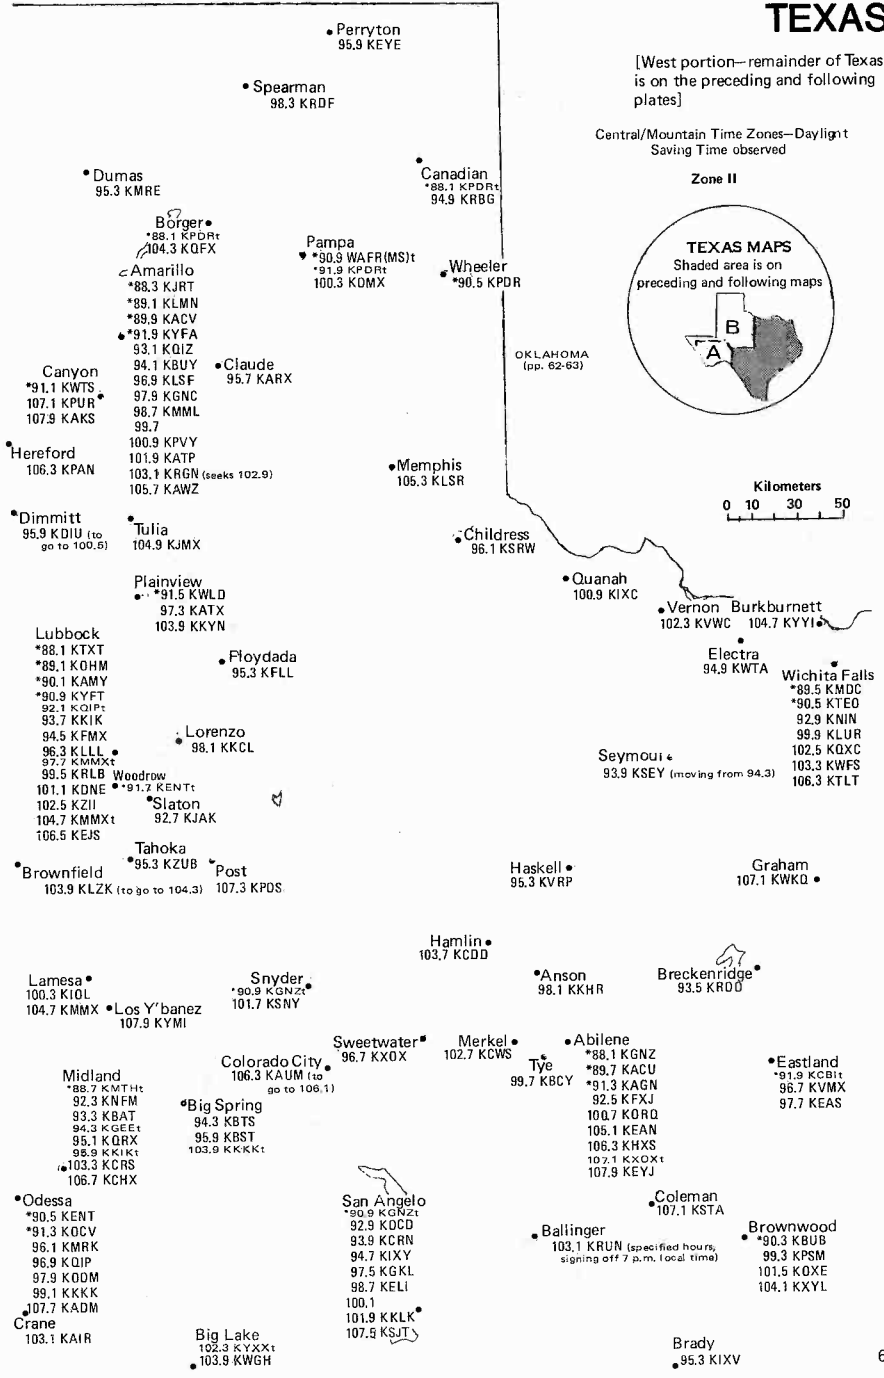 TEXAS
[West portion—remainder of Texas
is on the preceding and following
plates]
Central/Mountain Time Zones—Daylight
Saving Time observed
Zone II
TEXAS MAPS
Shaded area is on
preceding and following maps
B
A
OKLAHOMA
(pp. 62-63)
Kilometers
0 10 30 50
Perryton
95.9 KEYE
Spearman
98.3 KRDF
Dumas
95.3 KMRE
Canadian
*88.1 KPDRt
94.9 KRBG
Borger
*88.1 KPDRt
104.3 KQFX
Pampa
*90.9 WAFR(MS)t
*91.9 KPDRt
100.3 KOMX
Wheeler
*90.5 KPDR
Amarillo
*88.3 KJRT
*89.1 KLMN
*89.9 KACV
*91.9 KYFA
93.1 KQIZ
94.1 KBUY
96.9 KLSF
97.9 KGNC
98.7 KMML
99.7
100.9 KPVY
101.9 KATP
103.1 KRGN (seeks 102.9)
105.7 KAWZ
Claude
95.7 KARX
Canyon
*91.1 KWTS
107.1 KPUR
107.9 KAKS
Hereford
106.3 KPAN
Memphis
105.3 KLSR
Dimmitt
95.9 KDIU (to
go to 100.5)
Tulia
104.9 KJMX
Childress
96.1 KSRW
Plainview
*91.5 KWLD
97.3 KATX
103.9 KKYN
Quanah
100.9 KIXC
Vernon
102.3 KVWC
Burkburnett
104.7 KYYI
Electra
94.9 KWTA
Lubbock
*88.1 KTXT
*89.1 KOHM
*90.1 KAMY
*90.9 KYFT
92.1 KQIPt
93.7 KKIK
94.5 KFMX
96.3 KLLL
97.7 KMMXt
99.5 KRLB
101.1 KDNE
102.5 KZII
104.7 KMMXt
106.5 KEJS
Floydada
95.3 KFLL
Lorenzo
98.1 KKCL
Woodrow
*91.7 KENTt
Slaton
92.7 KJAK
Wichita Falls
*89.5 KMDC
*90.5 KTEO
92.9 KNIN
99.9 KLUR
102.5 KQXC
103.3 KWFS
106.3 KTLT
Seymour
93.9 KSEY (moving from 94.3)
Tahoka
95.3 KZUB
Brownfield
103.9 KLZK (to go to 104.3)
Post
107.3 KPOS
Haskell
95.3 KVRP
Graham
107.1 KWKQ
Hamlin
103.7 KCDD
Anson
98.1 KKHR
Breckenridge
93.5 KROO
Lamesa
100.3 KIOL
104.7 KMMX
Los Y'banez
107.9 KYMI
Snyder
*90.9 KGNZt
101.7 KSNY
Sweetwater
96.7 KXOX
Merkel
102.7 KCWS
Tye
99.7 KBCY
Colorado City
106.3 KAUM (to
go to 106.1)
Abilene
*88.1 KGNZ
*89.7 KACU
*91.3 KAGN
92.5 KFXJ
100.7 KORQ
105.1 KEAN
106.3 KHXS
107.1 KXOXt
107.9 KEYJ
Eastland
*91.9 KCBIt
96.7 KVMX
97.7 KEAS
Midland
*88.7 KMTHt
92.3 KNFM
93.3 KBAT
94.3 KGEEt
95.1 KQRX
95.9 KKIKt
103.3 KCRS
106.7 KCHX
Big Spring
94.3 KBTS
95.9 KBST
103.9 KKKKt
Odessa
*90.5 KENT
*91.3 KOCV
96.1 KMRK
96.9 KQIP
97.9 KODM
99.1 KKKK
107.7 KADM
San Angelo
*90.9 KGNZt
92.9 KDCD
93.9 KCRN
94.7 KIXY
97.5 KGKL
98.7 KELI
100.1
101.9 KKLK
107.5 KSJT
Coleman
107.1 KSTA
Ballinger
103.1 KRUN (specified hours,
signing off 7 p.m. local time)
Brownwood
*90.3 KBUB
99.3 KPSM
101.5 KOXE
104.1 KXYL
Crane
103.1 KAIR
Big Lake
102.3 KYXXt
103.9 KWGH
Brady
95.3 KIXV
6